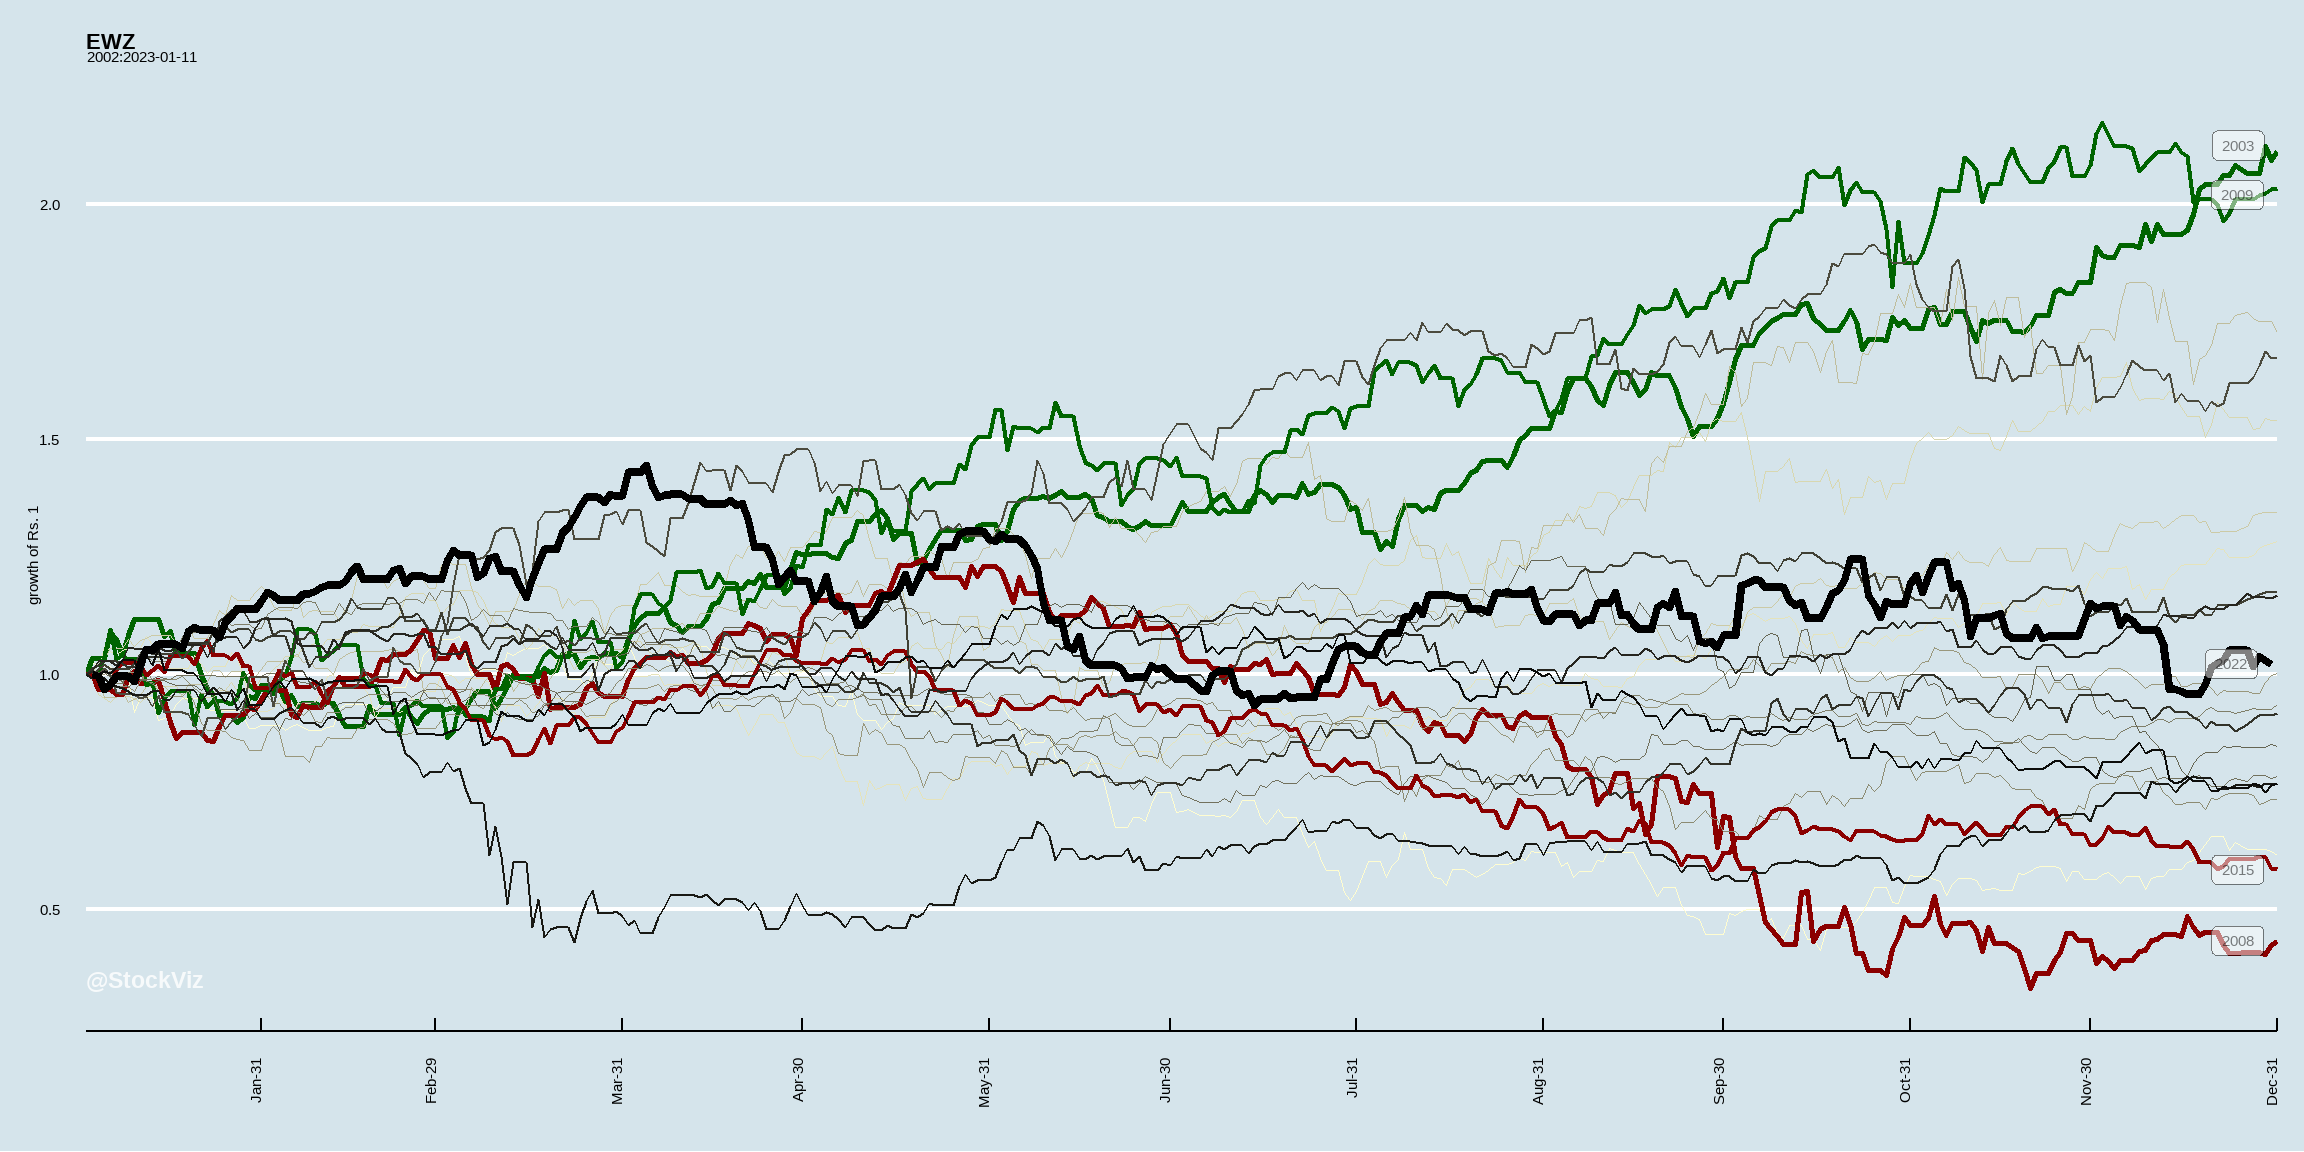 EWZ
2002:2023-01-11
2003
2009
2.0
1.5
growth of Rs. 1
1.0
2022
2015
0.5
2008
@StockViz
Jan-31
Feb-29
Mar-31
Apr-30
May-31
Jun-30
Jul-31
Aug-31
Sep-30
Oct-31
Nov-30
Dec-31